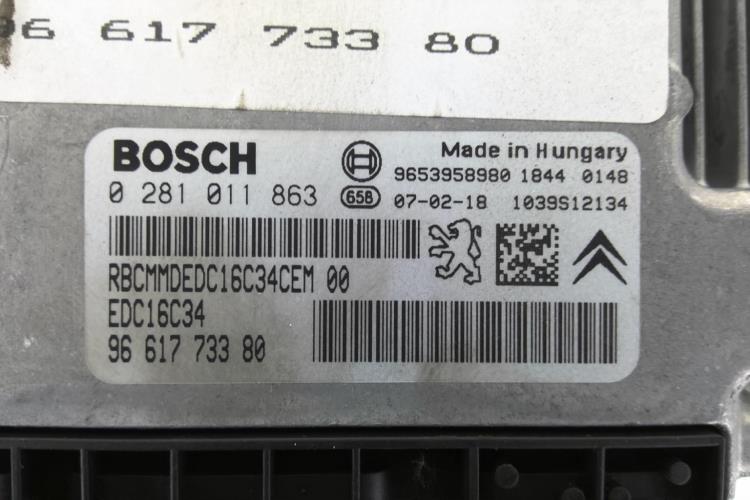 96 617 733 80
BOSCH
Made in Hungary
9653958980 1844 0148
0 281 011 863
658
07-02-18 1039S12134
RBCMMDEDC16C34CEM 00
EDC16C34
96 617 733 80